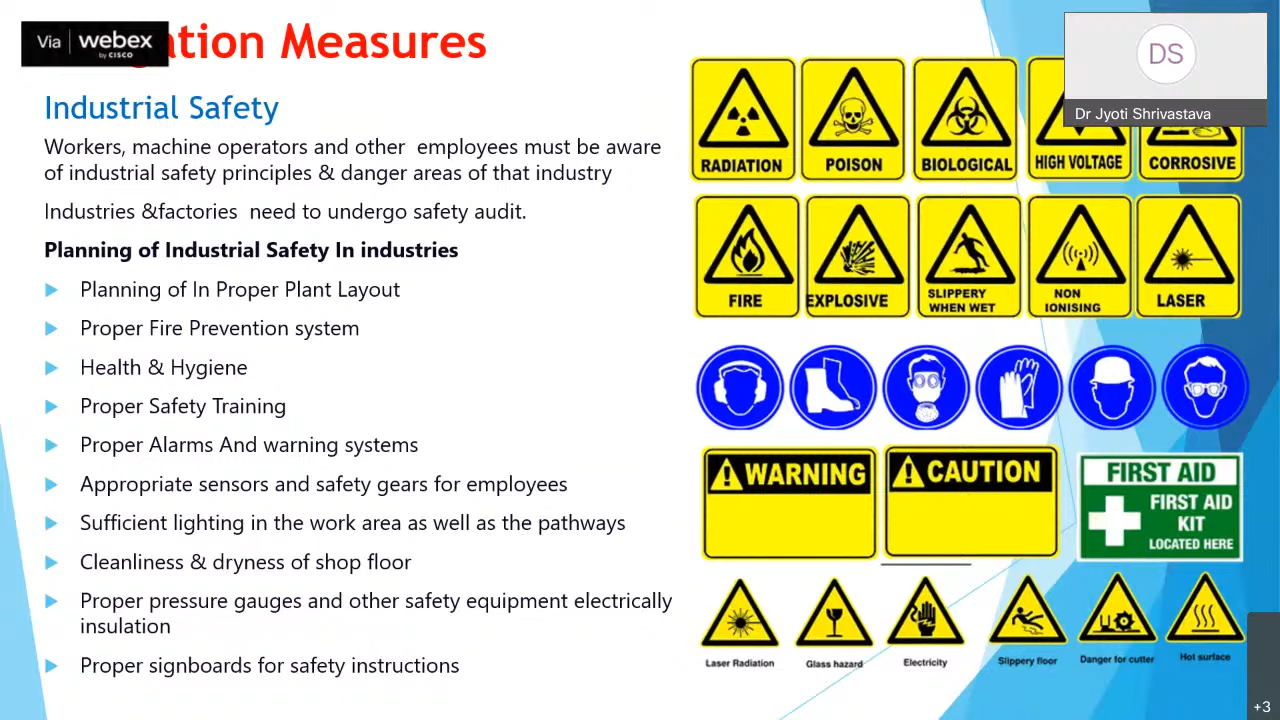 Via webex
by CISCO
ation Measures
DS
Dr Jyoti Shrivastava
Industrial Safety
Workers, machine operators and other employees must be aware
of industrial safety principles & danger areas of that industry
Industries &factories need to undergo safety audit.
Planning of Industrial Safety In industries
Planning of In Proper Plant Layout
Proper Fire Prevention system
Health & Hygiene
Proper Safety Training
Proper Alarms And warning systems
Appropriate sensors and safety gears for employees
Sufficient lighting in the work area as well as the pathways
Cleanliness & dryness of shop floor
Proper pressure gauges and other safety equipment electrically
insulation
Proper signboards for safety instructions
RADIATION
POISON
BIOLOGICAL
HIGH VOLTAGE
CORROSIVE
FIRE
EXPLOSIVE
SLIPPERY
WHEN WET
NON
IONISING
LASER
WARNING
CAUTION
FIRST AID
FIRST AID
KIT
LOCATED HERE
Laser Radiation
Glass hazard
Electricity
Slippery floor
Danger for cutter
Hot surface
+3